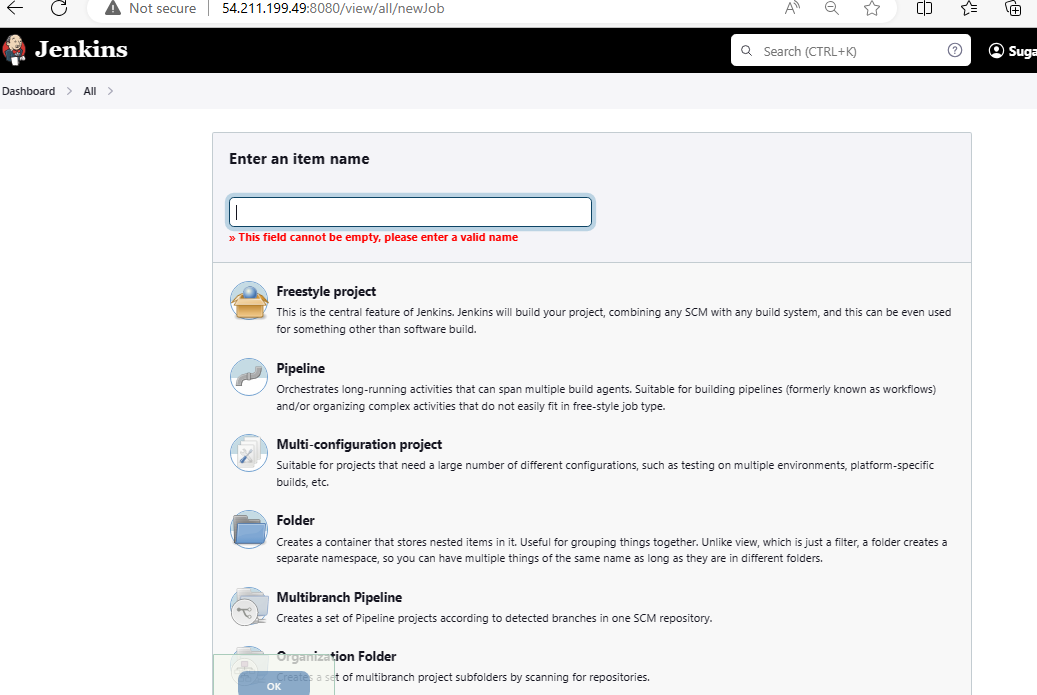 Not secure 54.211.199.49:8080/view/all/newJob
Jenkins Search (CTRL+K) ? Suga
Dashboard > All >
Enter an item name
» This field cannot be empty, please enter a valid name
Freestyle project
This is the central feature of Jenkins. Jenkins will build your project, combining any SCM with any build system, and this can be even used
for something other than software build.
Pipeline
Orchestrates long-running activities that can span multiple build agents. Suitable for building pipelines (formerly known as workflows)
and/or organizing complex activities that do not easily fit in free-style job type.
Multi-configuration project
Suitable for projects that need a large number of different configurations, such as testing on multiple environments, platform-specific
builds, etc.
Folder
Creates a container that stores nested items in it. Useful for grouping things together. Unlike view, which is just a filter, a folder creates a
separate namespace, so you can have multiple things of the same name as long as they are in different folders.
Multibranch Pipeline
Creates a set of Pipeline projects according to detected branches in one SCM repository.
Organization Folder
Creates a set of multibranch project subfolders by scanning for repositories.
OK